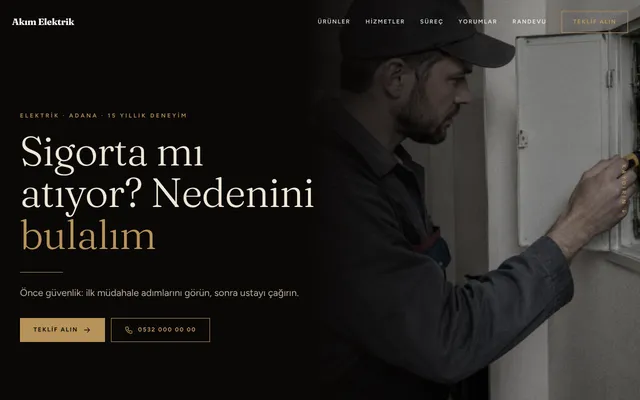 Akım Elektrik
ÜRÜNLER HİZMETLER SÜREÇ YORUMLAR RANDEVU TEKLİF ALIN
ELEKTRİK · ADANA · 15 YILLIK DENEYİM
Sigorta mı
atıyor? Nedenini
bulalım
Önce güvenlik: ilk müdahale adımlarını görün, sonra ustayı çağırın.
TEKLİF ALIN → 0532 000 00 00